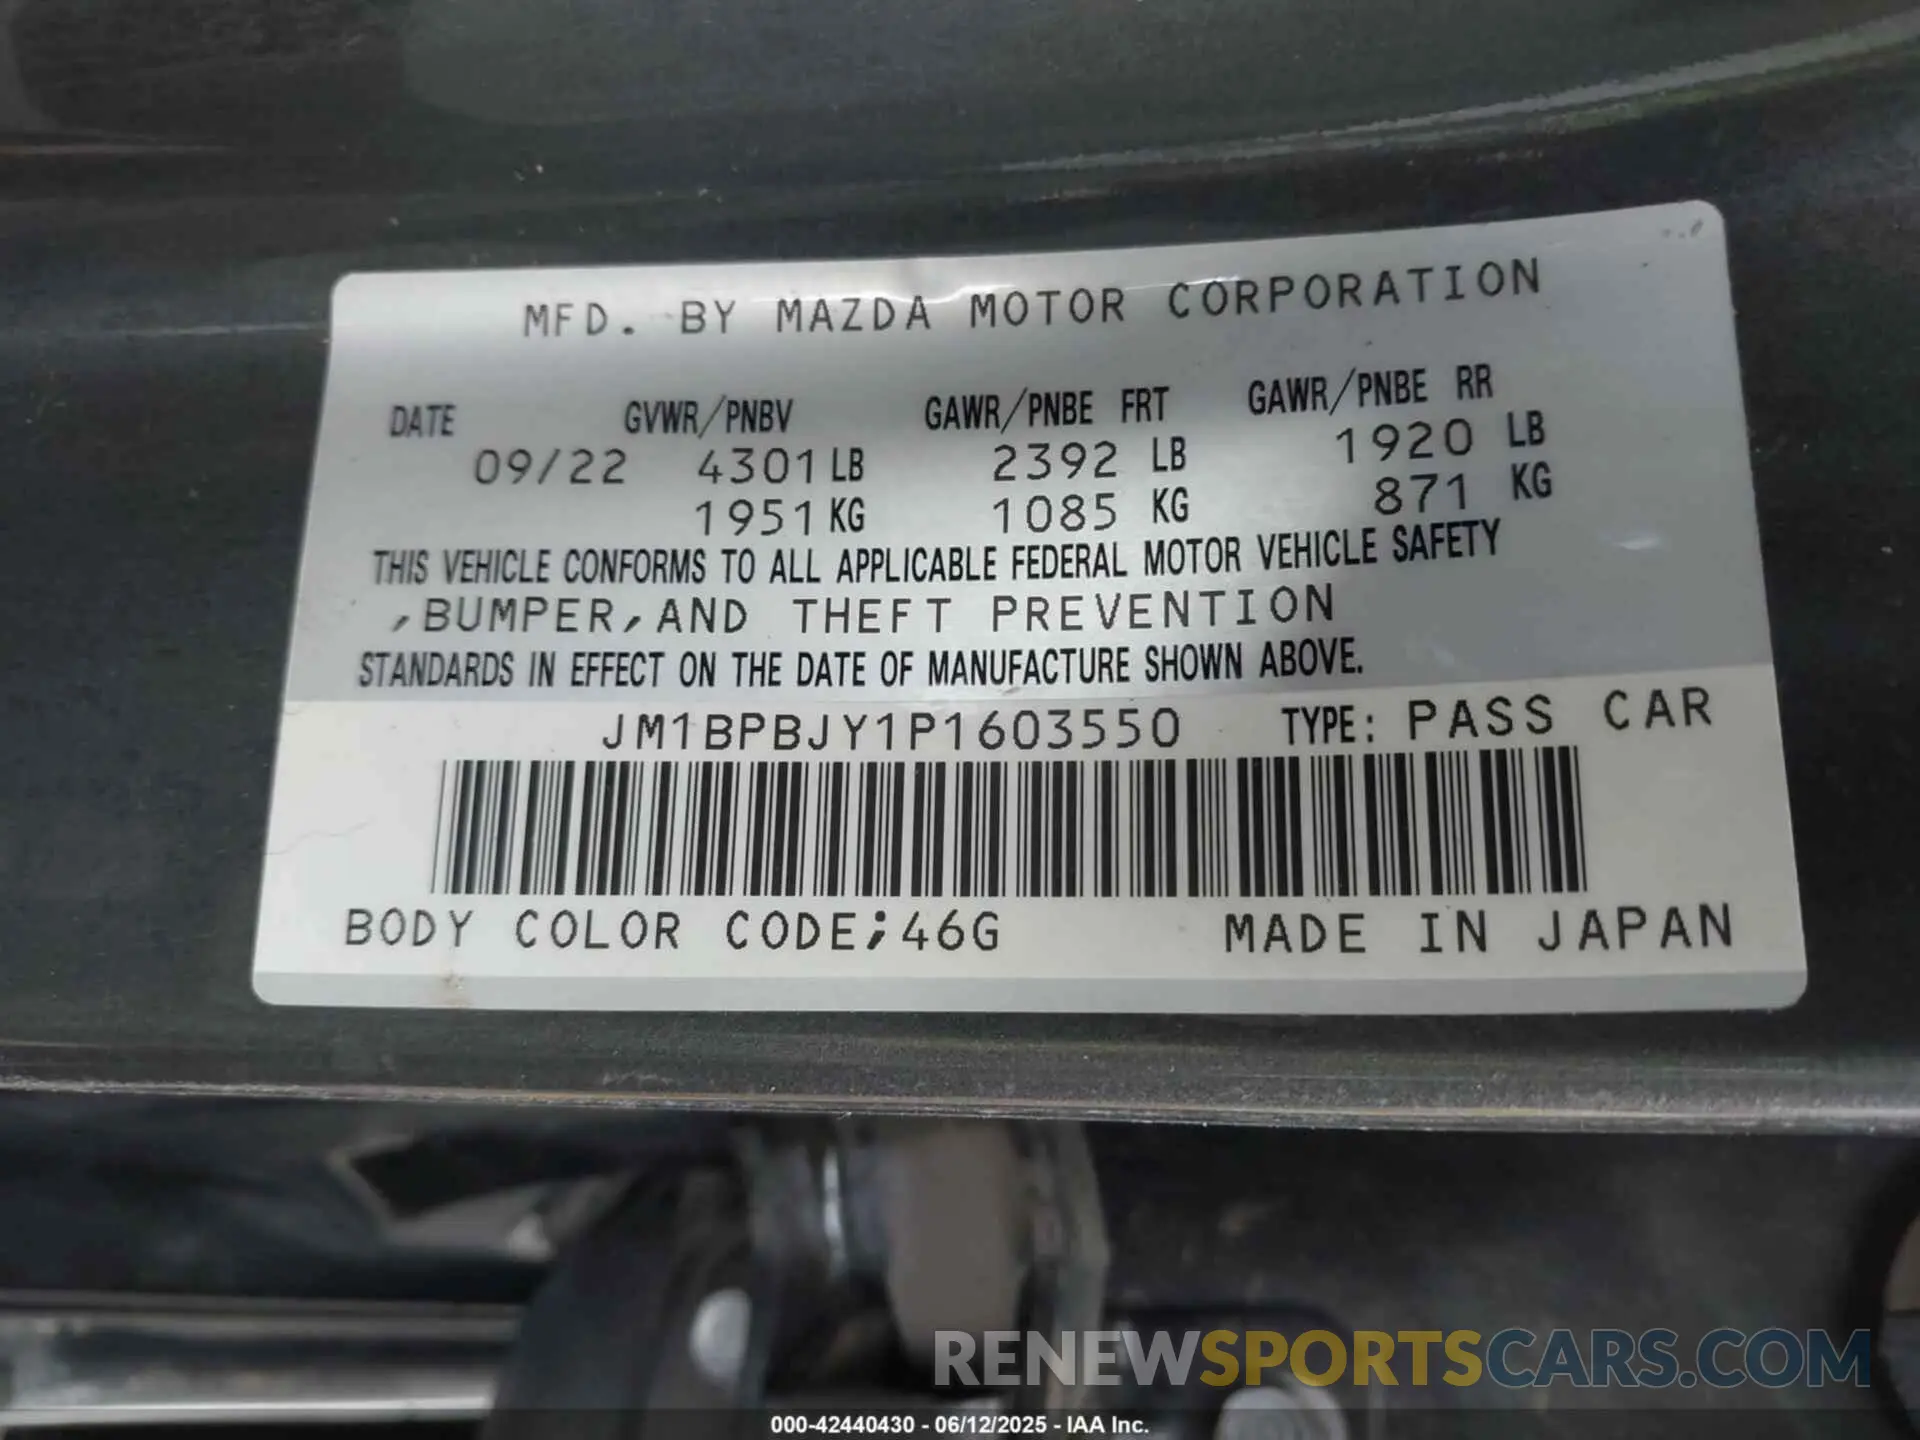 MFD. BY MAZDA MOTOR CORPORATION
DATE GVWR/PNBV GAWR/PNBE FRT GAWR/PNBE RR
09/22 4301 LB 2392 LB 1920 LB
1951 KG 1085 KG 871 KG
THIS VEHICLE CONFORMS TO ALL APPLICABLE FEDERAL MOTOR VEHICLE SAFETY
,BUMPER,AND THEFT PREVENTION
STANDARDS IN EFFECT ON THE DATE OF MANUFACTURE SHOWN ABOVE.
JM1BPBJY1P1603550 TYPE: PASS CAR
BODY COLOR CODE;46G MADE IN JAPAN
RENEWSPORTSCARS.COM
000-42440430 - 06/12/2025 - IAA Inc.